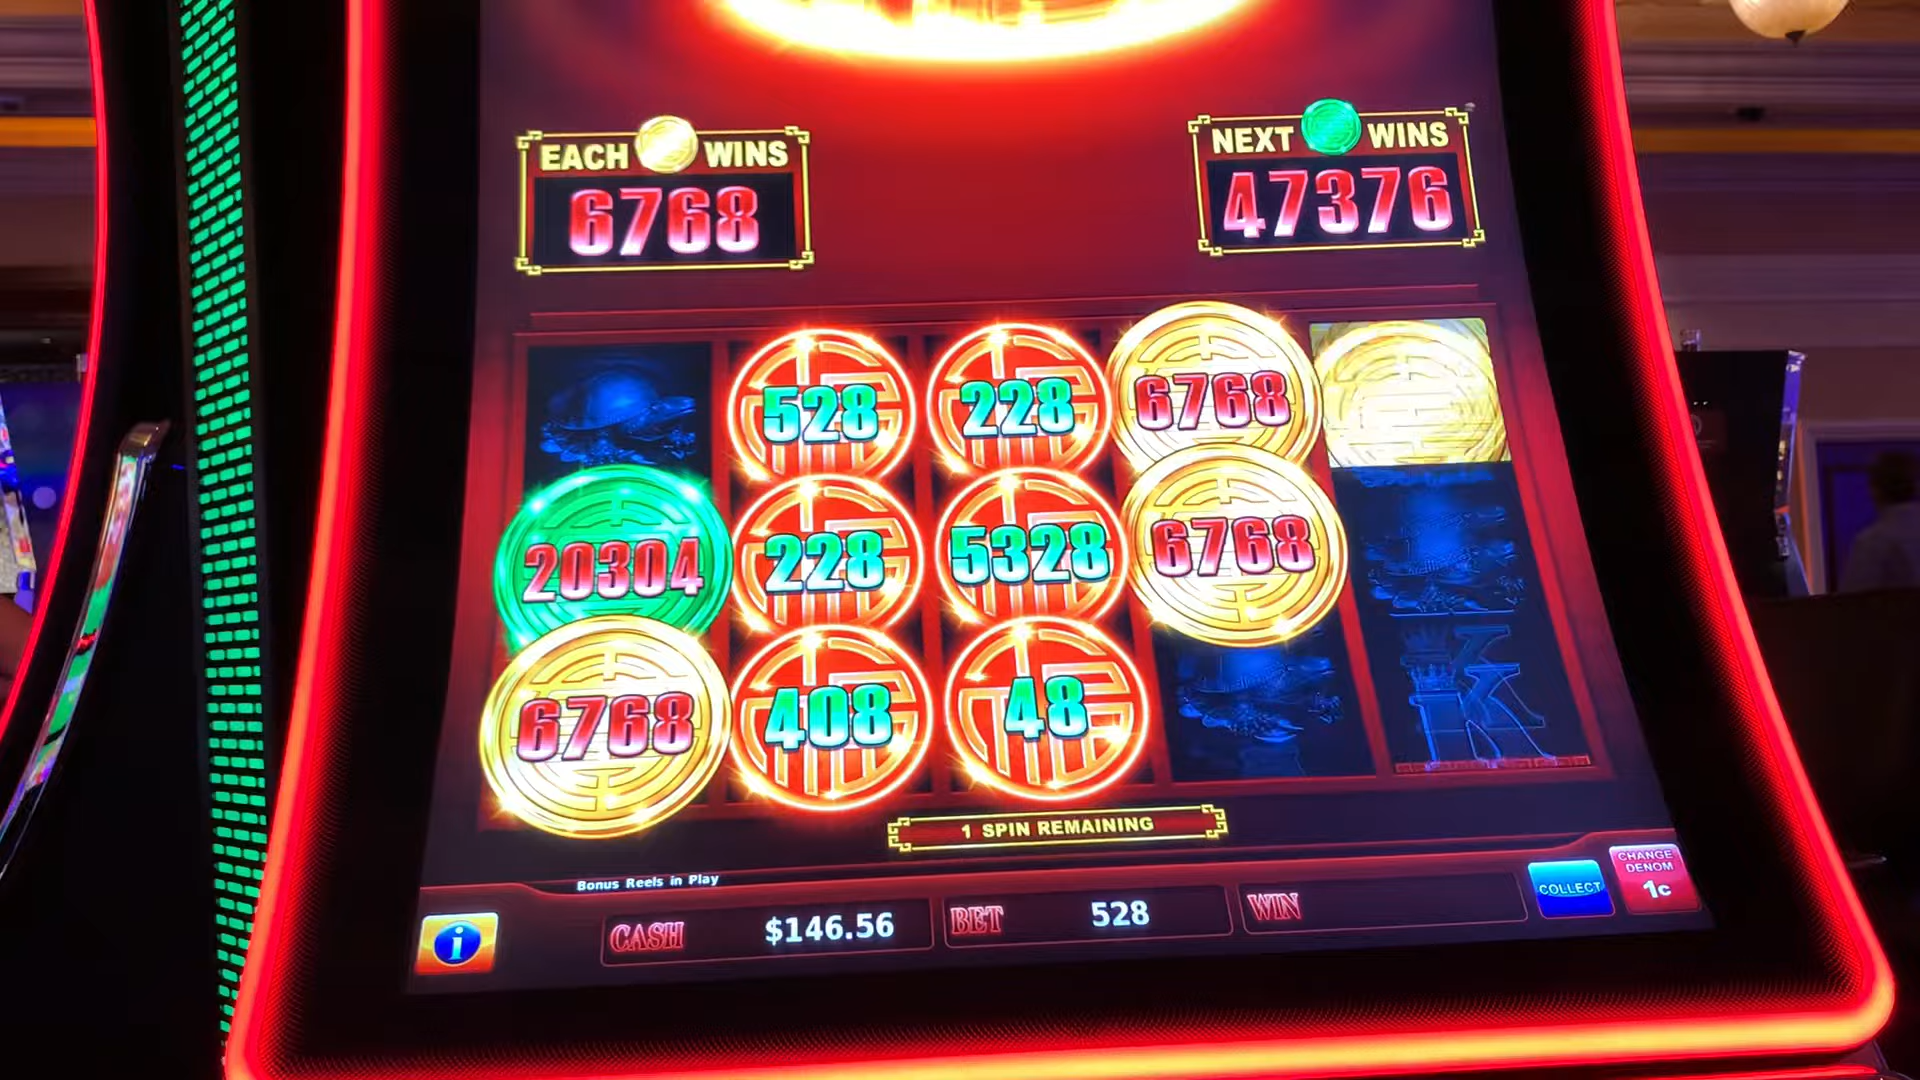 EACH WINS
6768
NEXT WINS
47376
528
228
6768
20304
228
5328
6768
6768
408
48
K
1 SPIN REMAINING
Bonus Reels in Play
CASH $146.56
BET 528
WIN
COLLECT
CHANGE
DENOM
1c
i